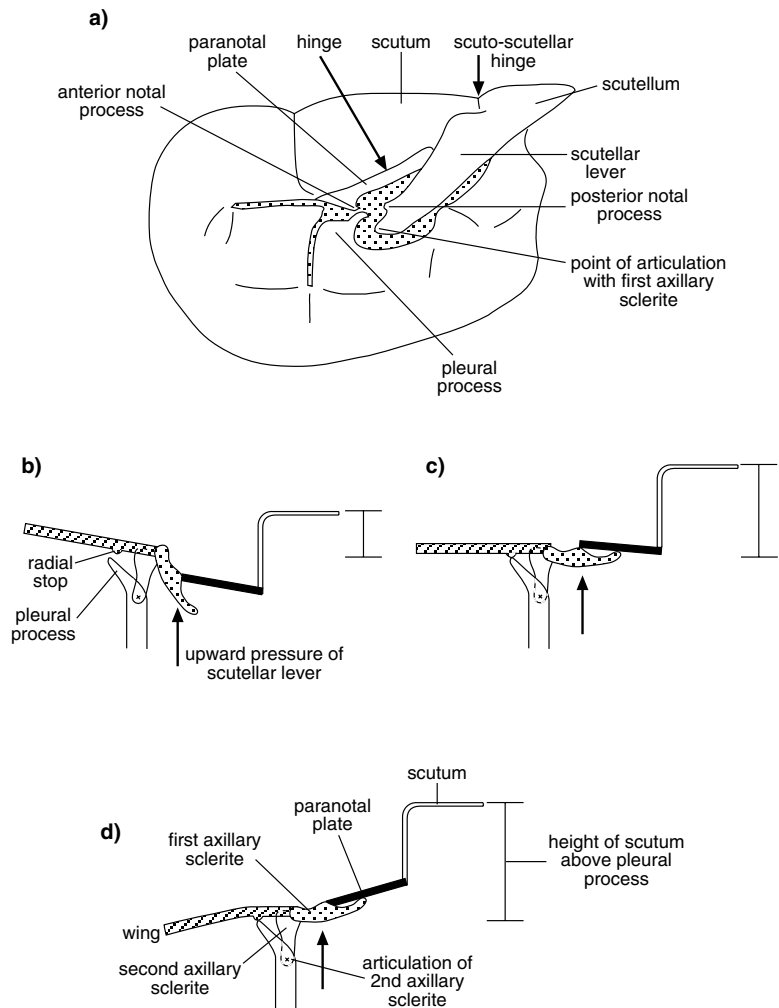 a)
paranotal
plate
hinge
scutum
scuto-scutellar
hinge
anterior notal
process
scutellum
scutellar
lever
posterior notal
process
point of articulation
with first axillary
sclerite
pleural
process
b)
radial
stop
pleural
process
upward pressure of
scutellar lever
c)
d)
scutum
paranotal
plate
first axillary
sclerite
height of scutum
above pleural
process
wing
second axillary
sclerite
articulation of
2nd axillary
sclerite